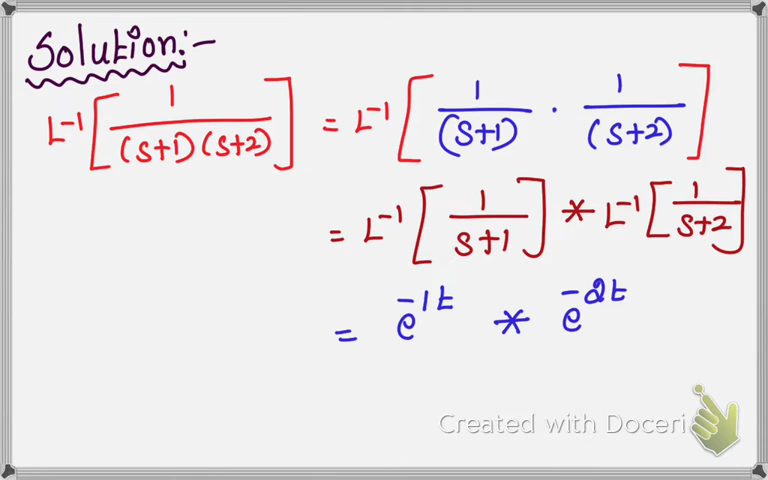 Solution:-
L⁻¹[1/((s+1)(s+2))] = L⁻¹[1/(s+1) · 1/(s+2)]
= L⁻¹[1/(s+1)] * L⁻¹[1/(s+2)]
= e^(-1t) * e^(-2t)
Created with Doceri